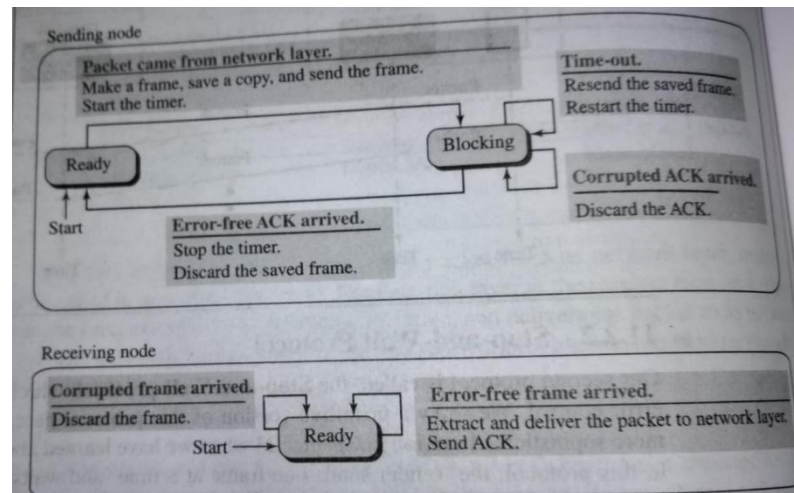 Sending node
Packet came from network layer.
Make a frame, save a copy, and send the frame.
Start the timer.
Time-out.
Resend the saved frame.
Restart the timer.
Ready
Blocking
Corrupted ACK arrived.
Discard the ACK.
Start
Error-free ACK arrived.
Stop the timer.
Discard the saved frame.
Receiving node
Corrupted frame arrived.
Discard the frame.
Error-free frame arrived.
Extract and deliver the packet to network layer.
Send ACK.
Start
Ready